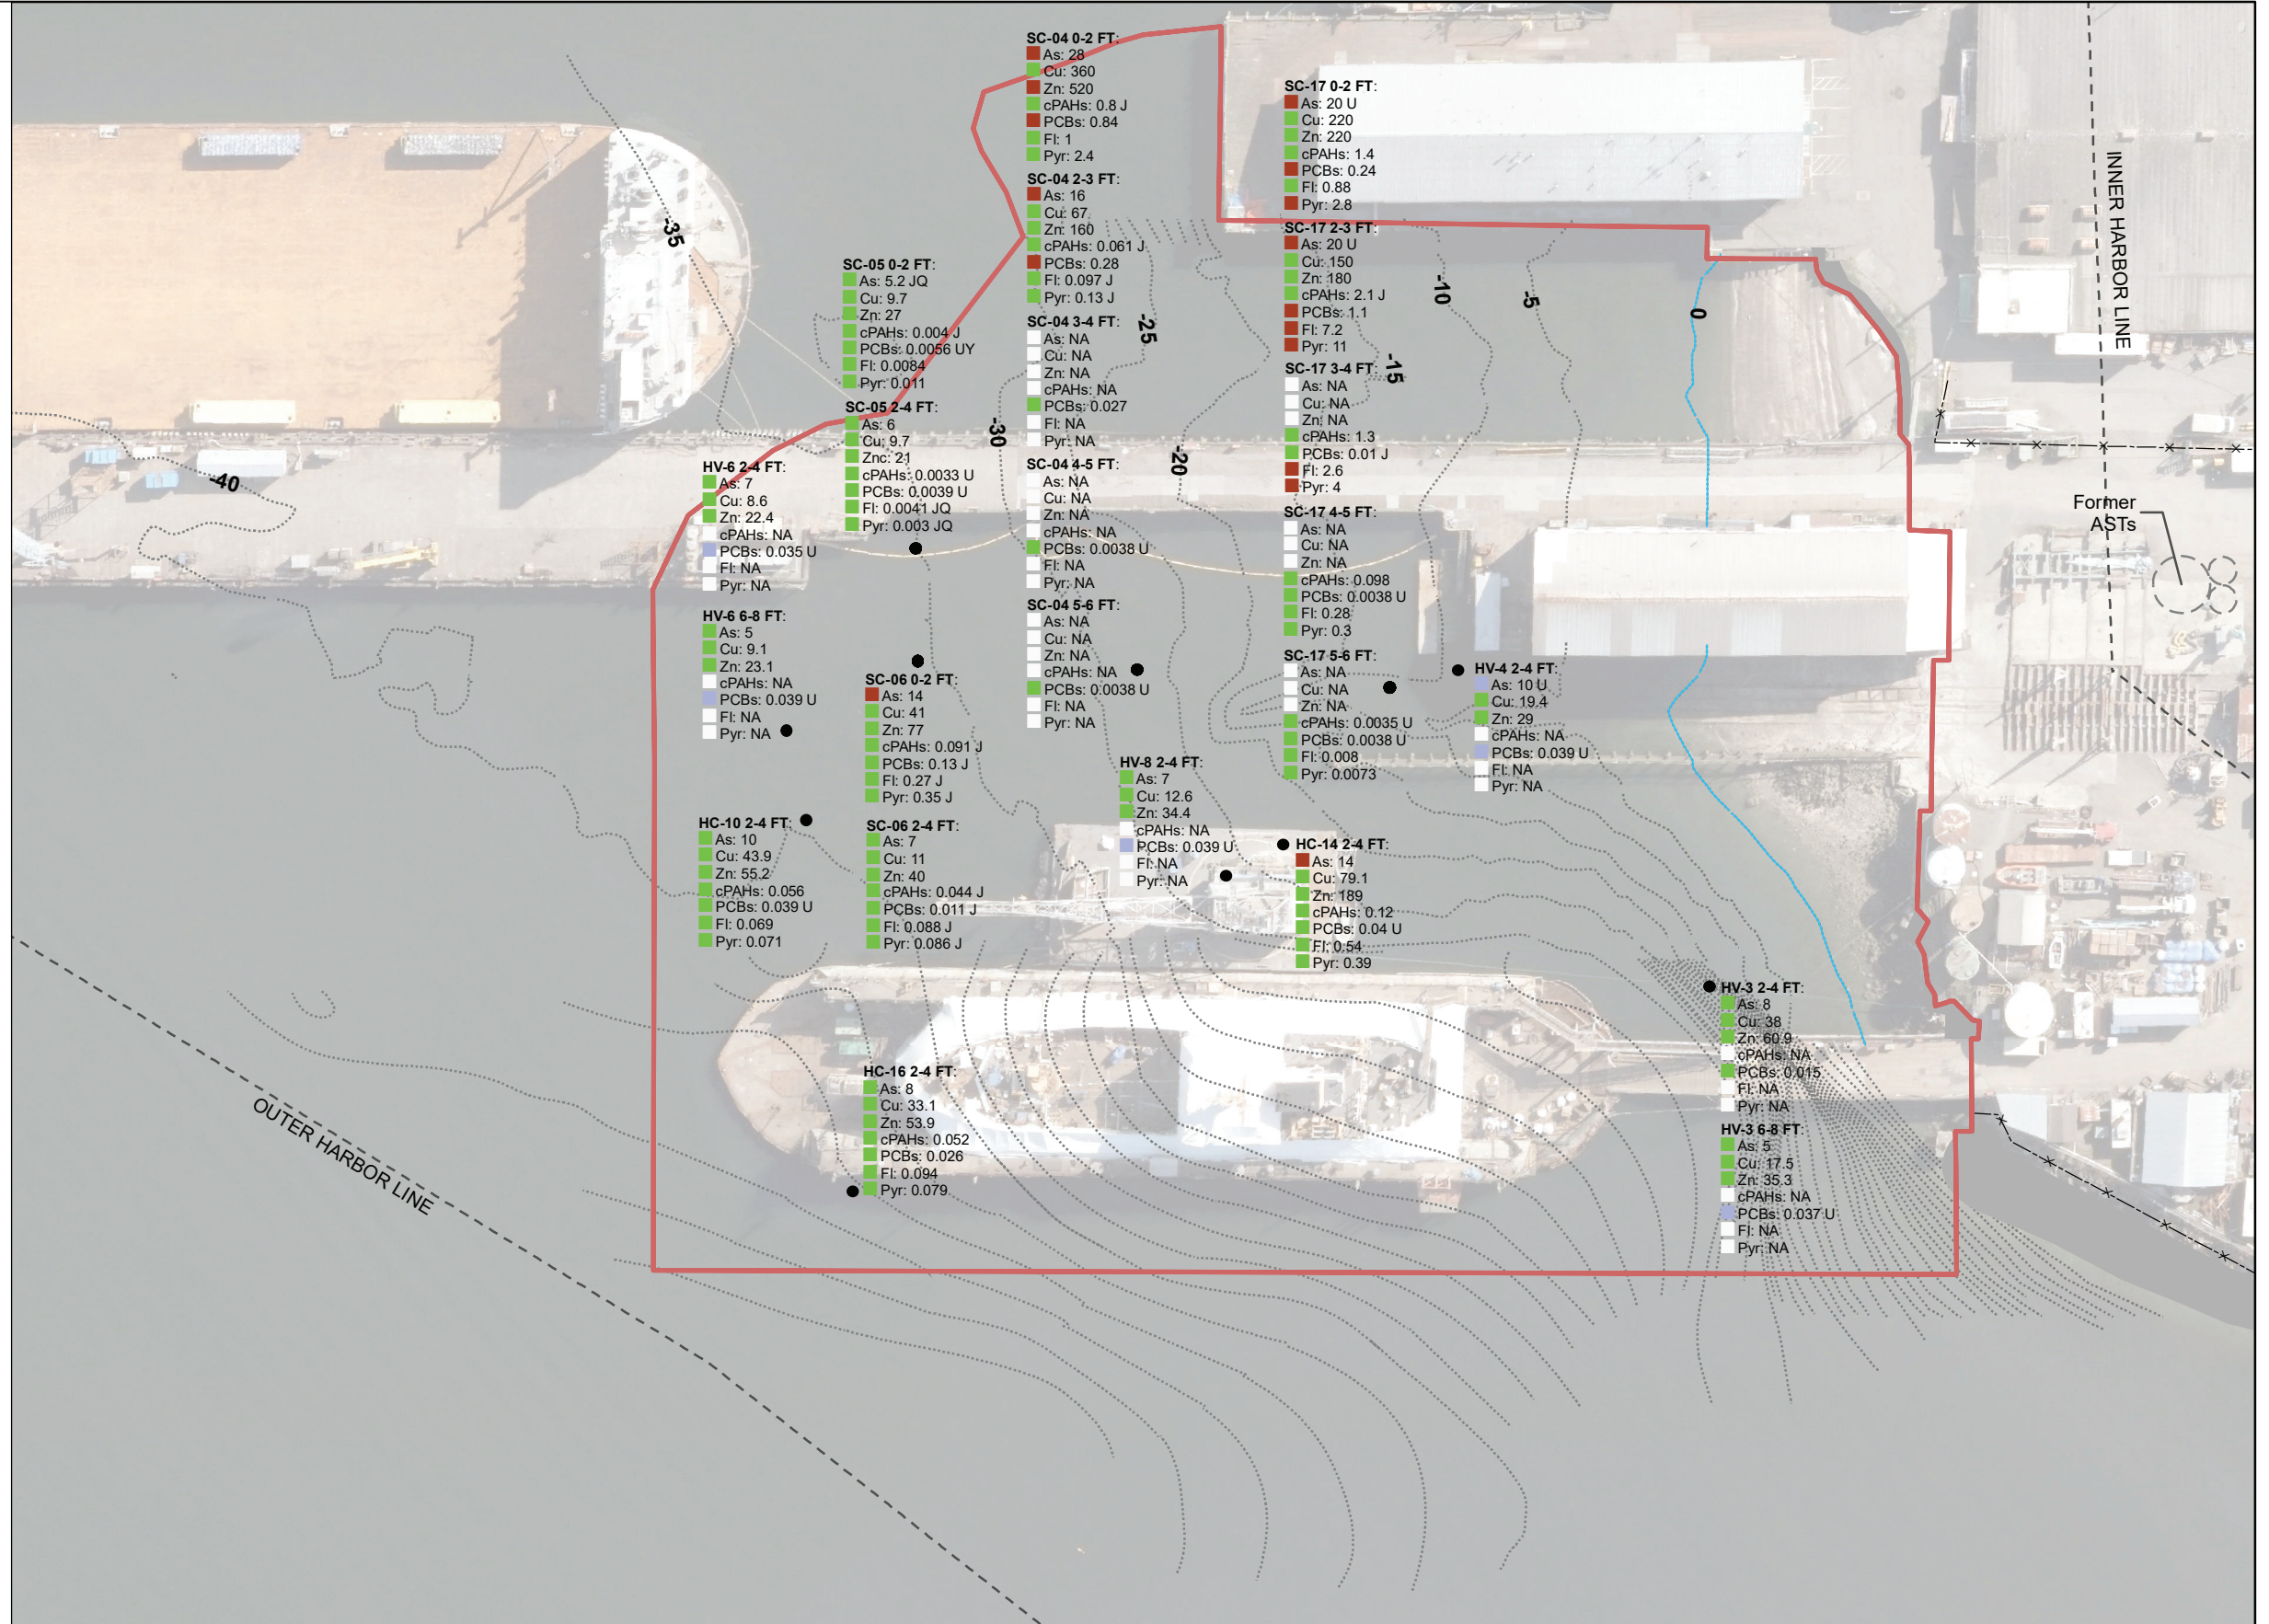 SC-04 0-2 FT:
As: 28
Cu: 360
Zn: 520
cPAHs: 0.8 J
PCBs: 0.84
Fl: 1
Pyr: 2.4
SC-04 2-3 FT:
As: 16
Cu: 67
Zn: 160
cPAHs: 0.061 J
PCBs: 0.28
Fl: 0.097 J
Pyr: 0.13 J
SC-04 3-4 FT:
As: NA
Cu: NA
Zn: NA
cPAHs: NA
PCBs: 0.027
Fl: NA
Pyr: NA
SC-04 4-5 FT:
As: NA
Cu: NA
Zn: NA
cPAHs: NA
PCBs: 0.0038 U
Fl: NA
Pyr: NA
SC-04 5-6 FT:
As: NA
Cu: NA
Zn: NA
cPAHs: NA
PCBs: 0.0038 U
Fl: NA
Pyr: NA
SC-17 0-2 FT:
As: 20 U
Cu: 220
Zn: 220
cPAHs: 1.4
PCBs: 0.24
Fl: 0.88
Pyr: 2.8
SC-17 2-3 FT:
As: 20 U
Cu: 150
Zn: 180
cPAHs: 2.1 J
PCBs: 1.1
Fl: 7.2
Pyr: 11
SC-17 3-4 FT:
As: NA
Cu: NA
Zn: NA
cPAHs: 1.3
PCBs: 0.01 J
Fl: 2.6
Pyr: 4
SC-17 4-5 FT:
As: NA
Cu: NA
Zn: NA
cPAHs: 0.098
PCBs: 0.0038 U
Fl: 0.28
Pyr: 0.3
SC-17 5-6 FT:
As: NA
Cu: NA
Zn: NA
cPAHs: 0.0035 U
PCBs: 0.0038 U
Fl: 0.008
Pyr: 0.0073
SC-05 0-2 FT:
As: 5.2 JQ
Cu: 9.7
Zn: 27
cPAHs: 0.004 J
PCBs: 0.0056 UY
Fl: 0.0084
Pyr: 0.011
SC-05 2-4 FT:
As: 6
Cu: 9.7
Znc: 21
cPAHs: 0.0033 U
PCBs: 0.0039 U
Fl: 0.0041 JQ
Pyr: 0.003 JQ
HV-6 2-4 FT:
As: 7
Cu: 8.6
Zn: 22.4
cPAHs: NA
PCBs: 0.035 U
Fl: NA
Pyr: NA
HV-6 6-8 FT:
As: 5
Cu: 9.1
Zn: 23.1
cPAHs: NA
PCBs: 0.039 U
Fl: NA
Pyr: NA
SC-06 0-2 FT:
As: 14
Cu: 41
Zn: 77
cPAHs: 0.091 J
PCBs: 0.13 J
Fl: 0.27 J
Pyr: 0.35 J
SC-06 2-4 FT:
As: 7
Cu: 11
Zn: 40
cPAHs: 0.044 J
PCBs: 0.011 J
Fl: 0.088 J
Pyr: 0.086 J
HV-4 2-4 FT:
As: 10 U
Cu: 19.4
Zn: 29
cPAHs: NA
PCBs: 0.039 U
Fl: NA
Pyr: NA
HV-8 2-4 FT:
As: 7
Cu: 12.6
Zn: 34.4
cPAHs: NA
PCBs: 0.039 U
Fl: NA
Pyr: NA
HC-10 2-4 FT:
As: 10
Cu: 43.9
Zn: 55.2
cPAHs: 0.056
PCBs: 0.039 U
Fl: 0.069
Pyr: 0.071
HC-14 2-4 FT:
As: 14
Cu: 79.1
Zn: 189
cPAHs: 0.12
PCBs: 0.04 U
Fl: 0.54
Pyr: 0.39
HV-3 2-4 FT:
As: 8
Cu: 38
Zn: 60.9
cPAHs: NA
PCBs: 0.015
Fl: NA
Pyr: NA
HV-3 6-8 FT:
As: 5
Cu: 17.5
Zn: 35.3
cPAHs: NA
PCBs: 0.037 U
Fl: NA
Pyr: NA
HC-16 2-4 FT:
As: 8
Cu: 33.1
Zn: 53.9
cPAHs: 0.052
PCBs: 0.026
Fl: 0.094
Pyr: 0.079
-35
-40
-30
-25
-20
-15
-10
-5
0
INNER HARBOR LINE
Former
ASTs
OUTER HARBOR LINE